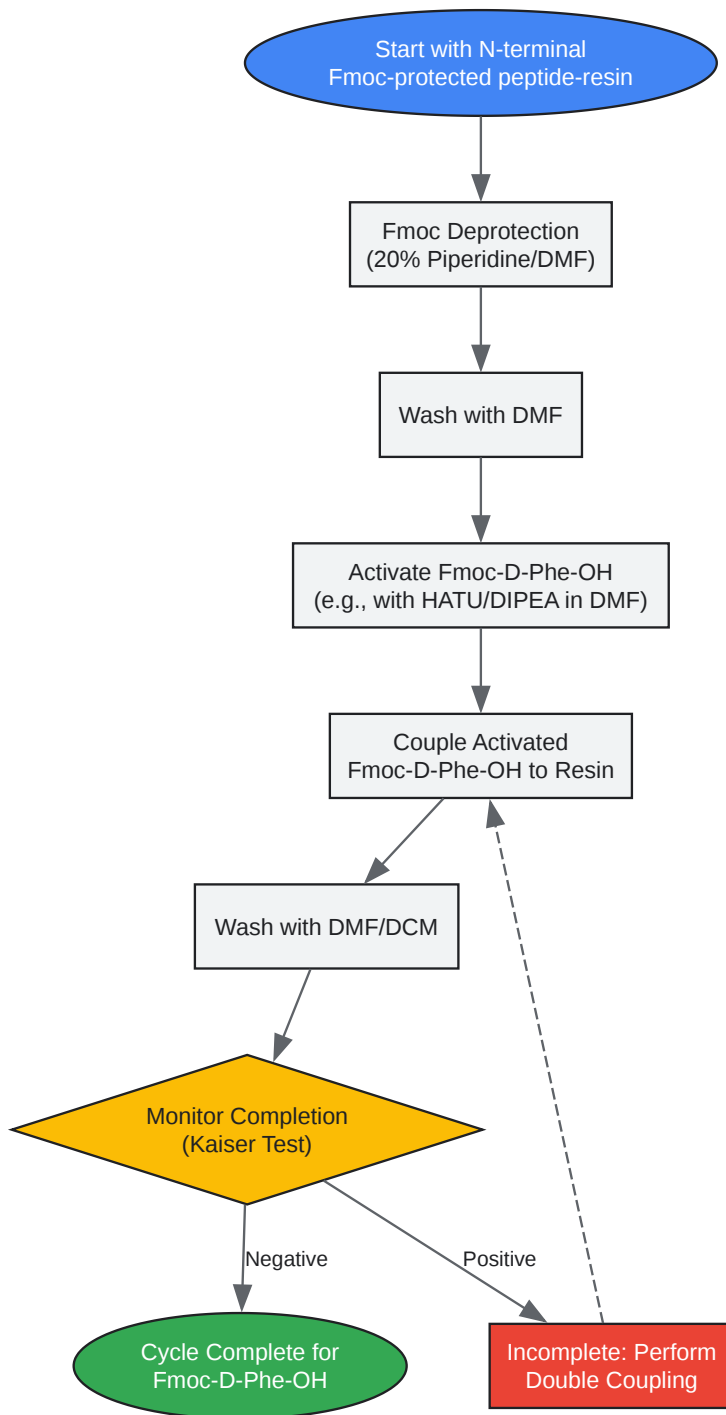 Start with N-terminal
Fmoc-protected peptide-resin
Fmoc Deprotection
(20% Piperidine/DMF)
Wash with DMF
Activate Fmoc-D-Phe-OH
(e.g., with HATU/DIPEA in DMF)
Couple Activated
Fmoc-D-Phe-OH to Resin
Wash with DMF/DCM
Monitor Completion
(Kaiser Test)
Negative
Positive
Cycle Complete for
Fmoc-D-Phe-OH
Incomplete: Perform
Double Coupling